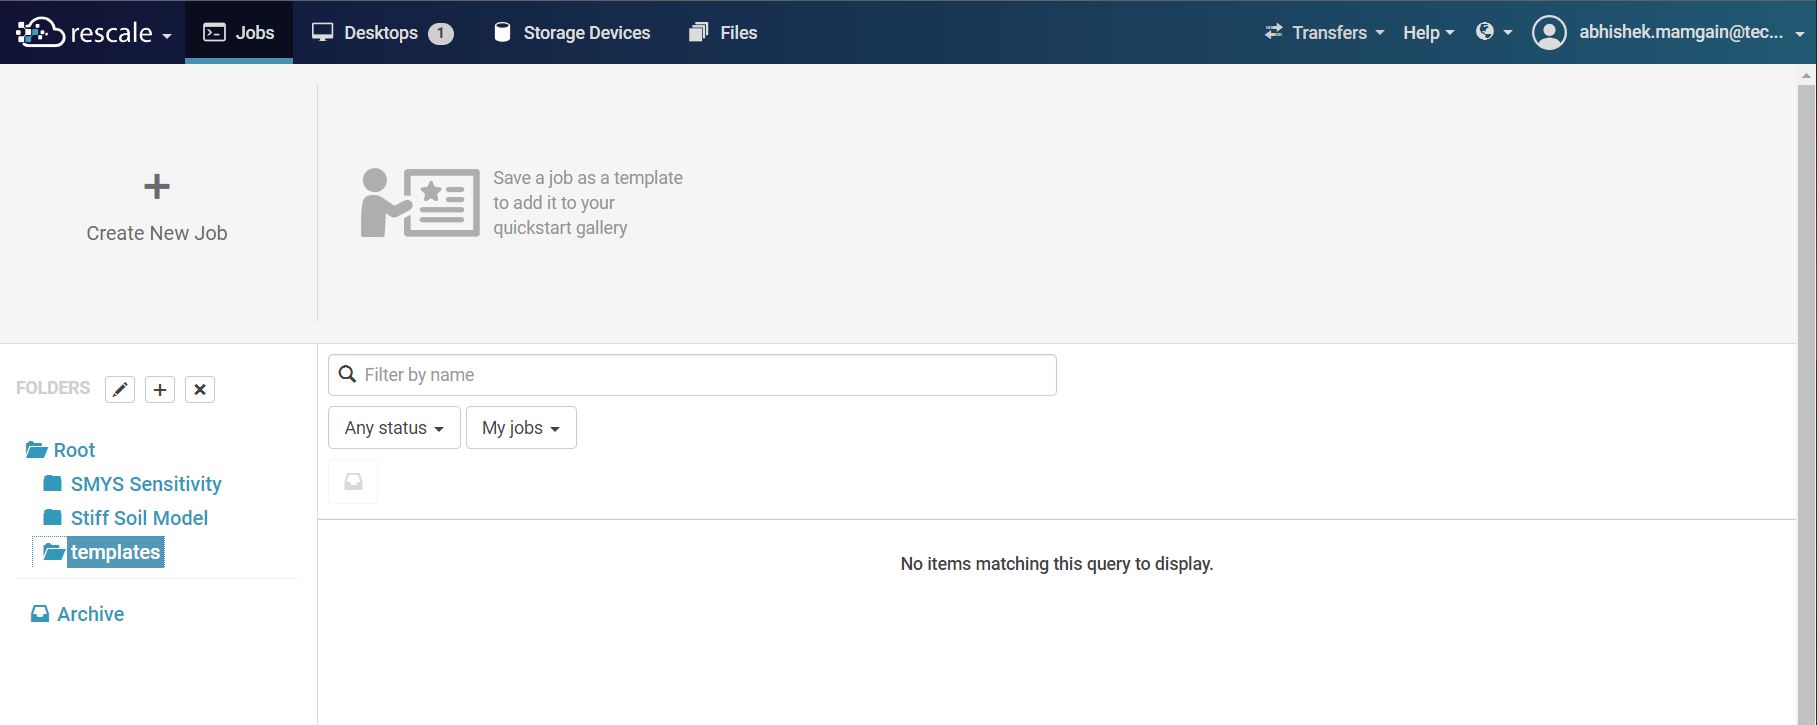 rescale
Jobs
Desktops 1
Storage Devices
Files
Transfers
Help
abhishek.mamgain@tec...
Create New Job
Save a job as a template
to add it to your
quickstart gallery
FOLDERS
Root
SMYS Sensitivity
Stiff Soil Model
templates
Archive
Filter by name
Any status
My jobs
No items matching this query to display.